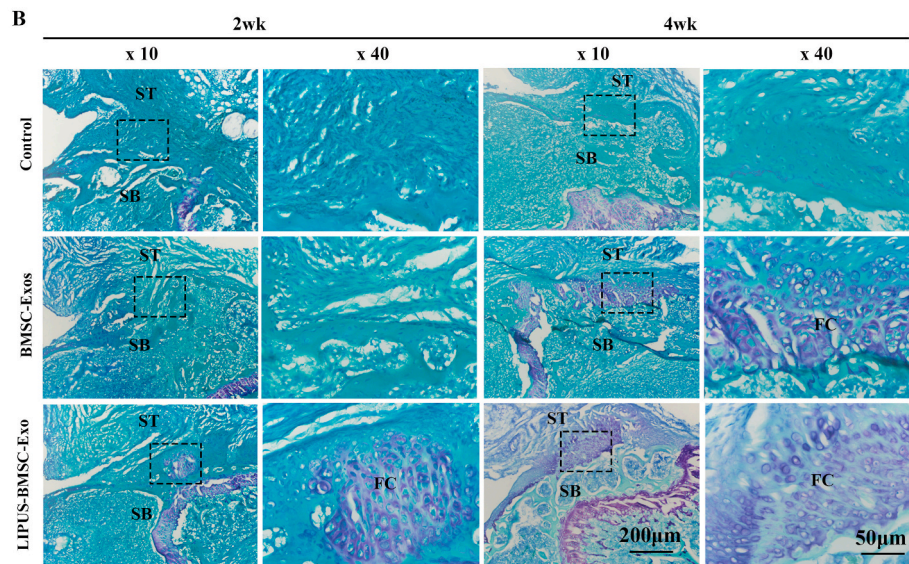 B
2wk 4wk
x 10 x 40 x 10 x 40
Control
ST
SB
ST
SB
BMSC-Exos
ST
SB
ST
SB
FC
LIPUS-BMSC-Exo
ST
SB
FC
ST
SB
200μm
FC
50μm